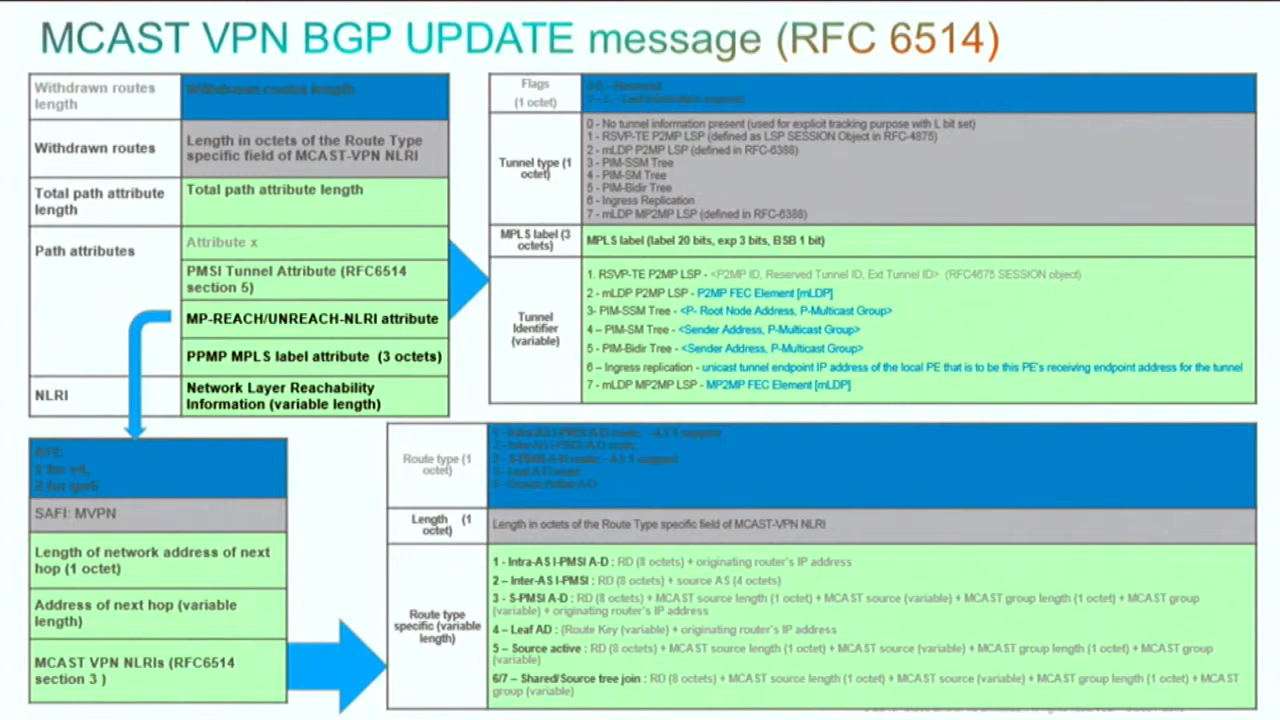 MCAST VPN BGP UPDATE message (RFC 6514)
Withdrawn routes
length
Withdrawn routes length
Withdrawn routes
Length in octets of the Route Type
specific field of MCAST-VPN NLRI
Total path attribute
length
Total path attribute length
Path attributes
Attribute x
PMSI Tunnel Attribute (RFC6514
section 5)
MP-REACH/UNREACH-NLRI attribute
PPMP MPLS label attribute (3 octets)
NLRI
Network Layer Reachability
Information (variable length)
Flags
(1 octet)
Tunnel type (1
octet)
0 - No tunnel information present (used for explicit tracking purpose with L bit set)
1 - RSVP-TE P2MP LSP (defined as LSP SESSION Object in RFC-4875)
2 - mLDP P2MP LSP (defined in RFC-6388)
3 - PIM-SSM Tree
4 - PIM-SM Tree
5 - PIM-Bidir Tree
6 - Ingress Replication
7 - mLDP MP2MP LSP (defined in RFC-6388)
MPLS label (3
octets)
MPLS label (label 20 bits, exp 3 bits, BSB 1 bit)
Tunnel
Identifier
(variable)
1. RSVP-TE P2MP LSP - <P2MP ID, Reserved Tunnel ID, Ext Tunnel ID> (RFC4875 SESSION object)
2 - mLDP P2MP LSP - P2MP FEC Element [mLDP]
3- PIM-SSM Tree - <P- Root Node Address, P-Multicast Group>
4 – PIM-SM Tree - <Sender Address, P-Multicast Group>
5 - PIM-Bidir Tree - <Sender Address, P-Multicast Group>
6 – Ingress replication - unicast tunnel endpoint IP address of the local PE that is to be this PE's receiving endpoint address for the tunnel
7 - mLDP MP2MP LSP - MP2MP FEC Element [mLDP]
AFI:
1 for v4,
2 for ipv6
SAFI: MVPN
Length of network address of next
hop (1 octet)
Address of next hop (variable
length)
MCAST VPN NLRIs (RFC6514
section 3 )
Route type (1
octet)
Length (1
octet)
Length in octets of the Route Type specific field of MCAST-VPN NLRI
Route type
specific (variable
length)
1 - Intra-AS I-PMSI A-D : RD (8 octets) + originating router's IP address
2 – Inter-AS I-PMSI : RD (8 octets) + source AS (4 octets)
3 - S-PMSI A-D : RD (8 octets) + MCAST source length (1 octet) + MCAST source (variable) + MCAST group length (1 octet) + MCAST group
(variable) + originating router's IP address
4 – Leaf AD : (Route Key (variable) + originating router's IP address
5 – Source active : RD (8 octets) + MCAST source length (1 octet) + MCAST source (variable) + MCAST group length (1 octet) + MCAST group
(variable)
6/7 – Shared/Source tree join : RD (8 octets) + MCAST source length (1 octet) + MCAST source (variable) + MCAST group length (1 octet) + MCAST
group (variable)